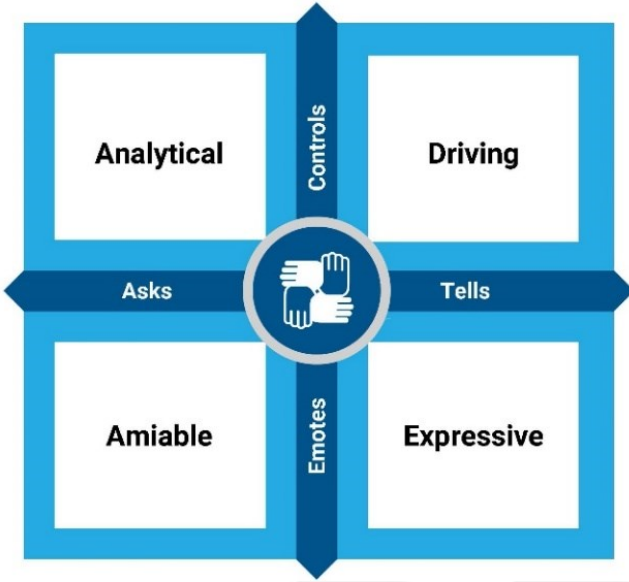 Analytical
Controls
Driving
Asks
Tells
Amiable
Emotes
Expressive